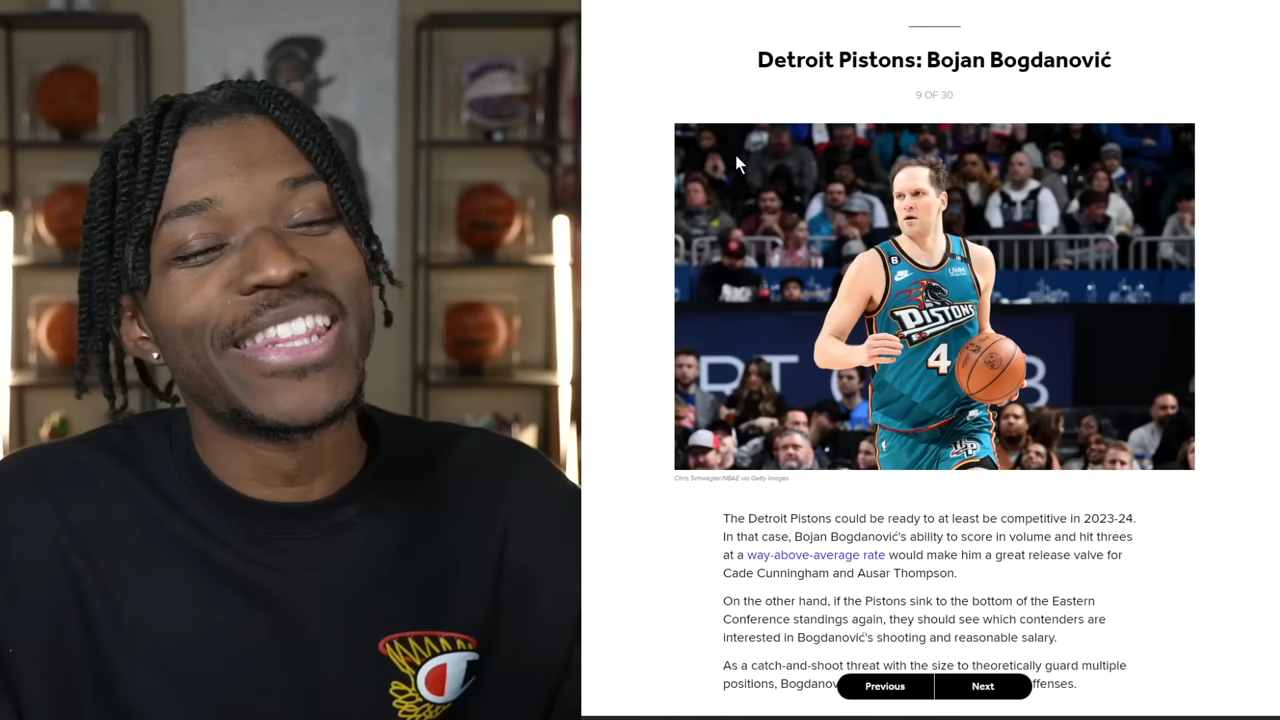 Detroit Pistons: Bojan Bogdanović
9 OF 30
6
PISTONS
4
RT
3
Chris Schwegler/NBAE via Getty Images
The Detroit Pistons could be ready to at least be competitive in 2023-24.
In that case, Bojan Bogdanović's ability to score in volume and hit threes
at a way-above-average rate would make him a great release valve for
Cade Cunningham and Ausar Thompson.
On the other hand, if the Pistons sink to the bottom of the Eastern
Conference standings again, they should see which contenders are
interested in Bogdanović's shooting and reasonable salary.
As a catch-and-shoot threat with the size to theoretically guard multiple
positions,
Previous
Next